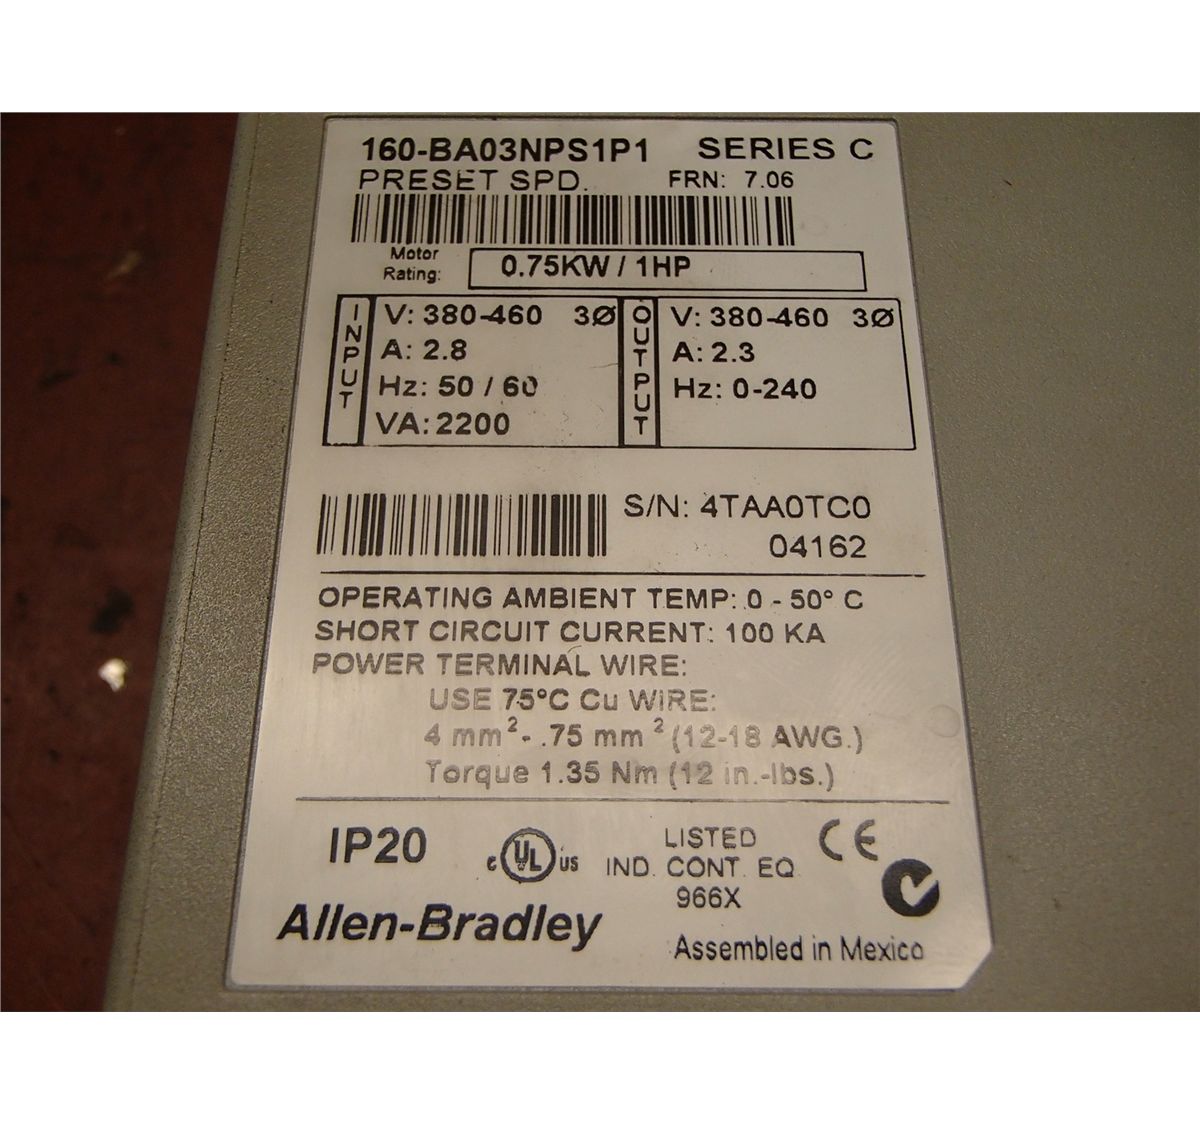 160-BA03NPS1P1 SERIES C
PRESET SPD. FRN: 7.06
Motor
Rating: 0.75KW / 1HP
INPUT
V: 380-460 3Ø
A: 2.8
Hz: 50 / 60
VA: 2200
OUTPUT
V: 380-460 3Ø
A: 2.3
Hz: 0-240
S/N: 4TAA0TC0
04162
OPERATING AMBIENT TEMP: 0 - 50° C
SHORT CIRCUIT CURRENT: 100 KA
POWER TERMINAL WIRE:
USE 75°C Cu WIRE:
4 mm²- .75 mm² (12-18 AWG.)
Torque 1.35 Nm (12 in.-lbs.)
IP20
c UL us
LISTED
IND. CONT. EQ
966X
CE
Allen-Bradley
Assembled in Mexico